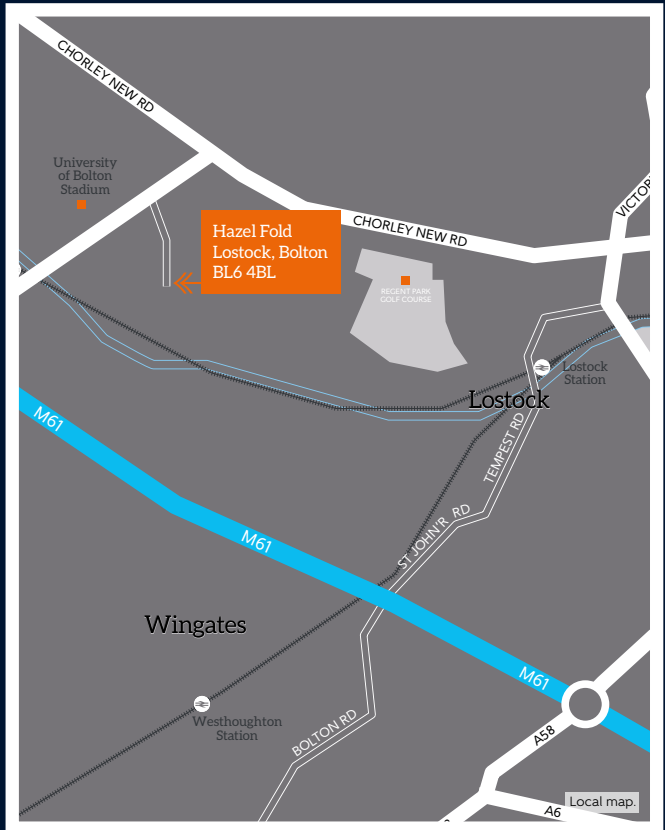 CHORLEY NEW RD
University
of Bolton
Stadium
Hazel Fold
Lostock, Bolton
BL6 4BL
CHORLEY NEW RD
REGENT PARK
GOLF COURSE
Lostock
Station
Lostock
TEMPEST RD
M61
ST JOHN'R RD
M61
Wingates
M61
Westhoughton
Station
BOLTON RD
A58
Local map.
A6